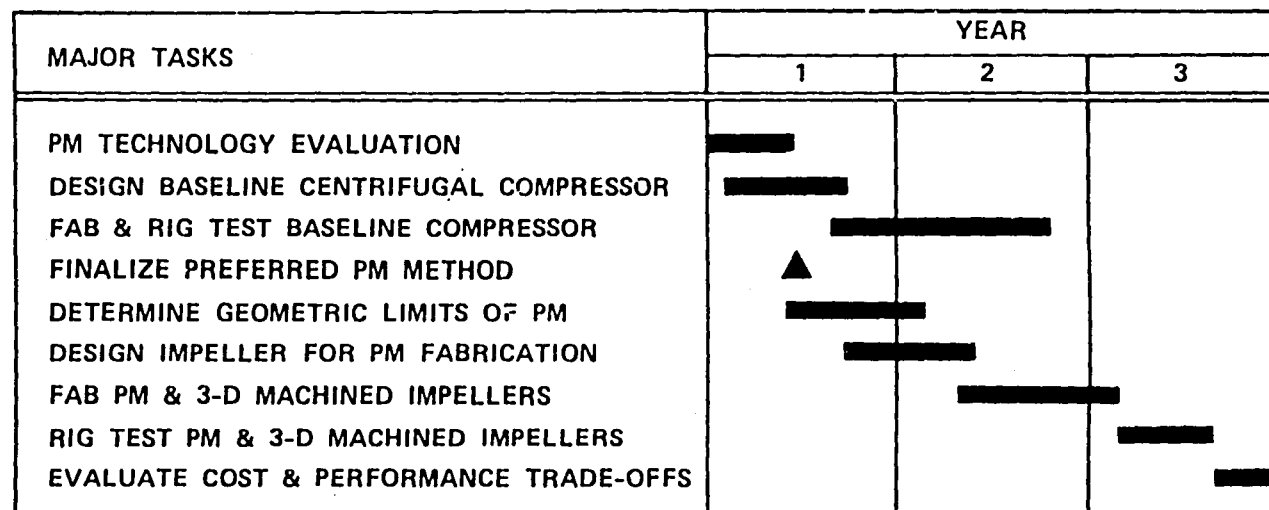 YEAR
MAJOR TASKS
1 2 3
PM TECHNOLOGY EVALUATION
DESIGN BASELINE CENTRIFUGAL COMPRESSOR
FAB & RIG TEST BASELINE COMPRESSOR
FINALIZE PREFERRED PM METHOD
DETERMINE GEOMETRIC LIMITS OF PM
DESIGN IMPELLER FOR PM FABRICATION
FAB PM & 3-D MACHINED IMPELLERS
RIG TEST PM & 3-D MACHINED IMPELLERS
EVALUATE COST & PERFORMANCE TRADE-OFFS